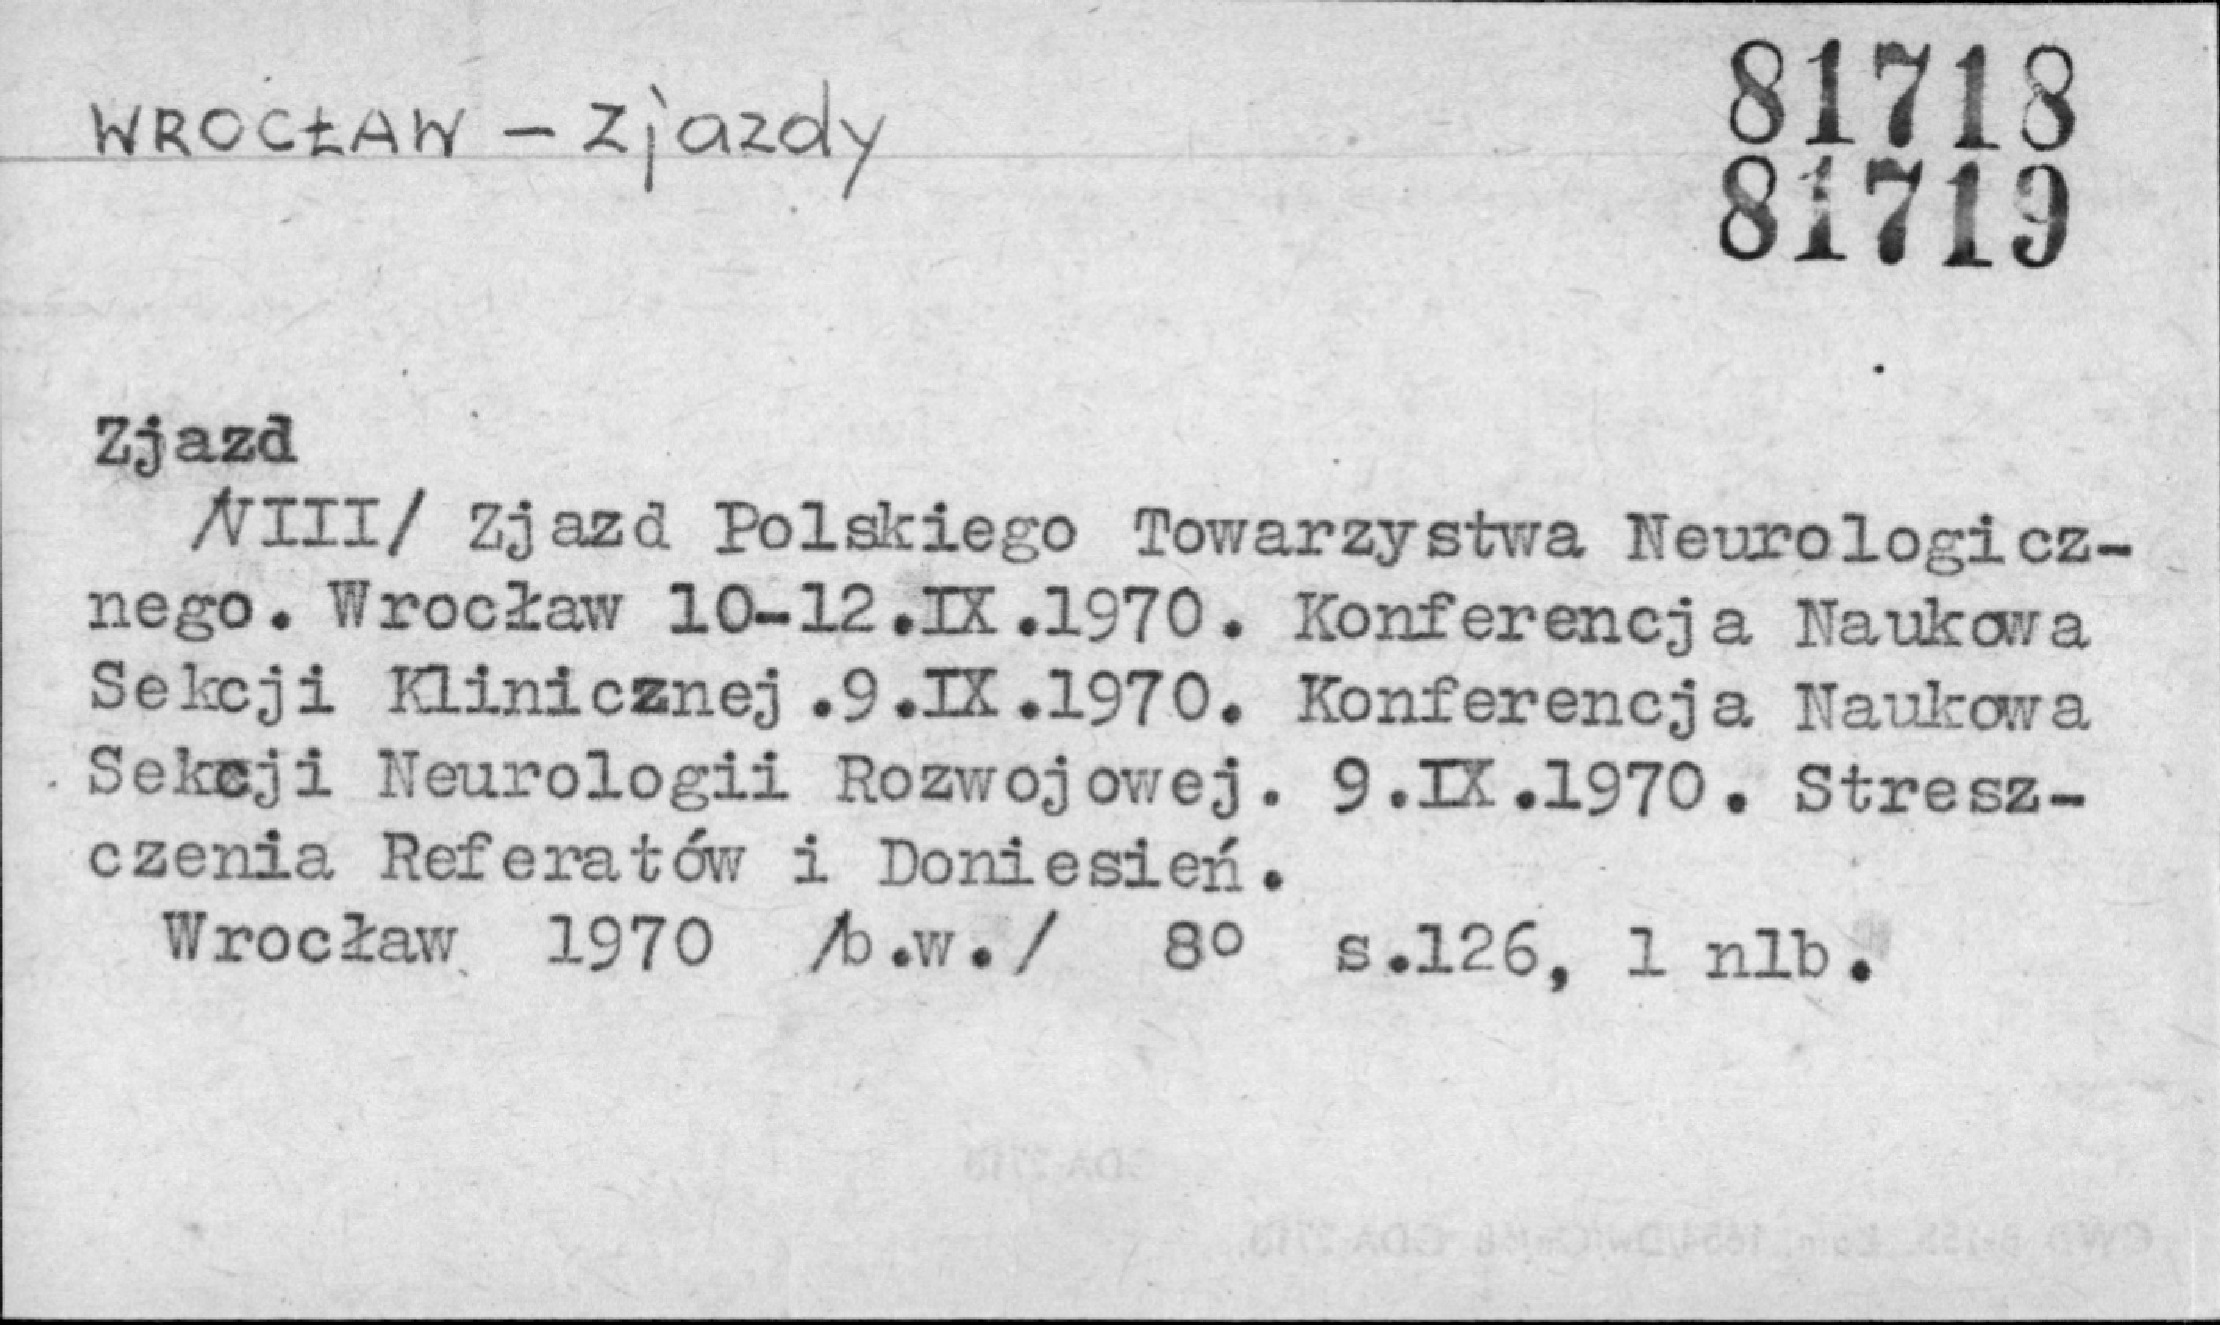 WROCŁAW – Zjazdy
81718
81719
Zjazd
/VIII/ Zjazd Polskiego Towarzystwa Neurologicz-
nego. Wrocław 10-12.IX.1970. Konferencja Naukowa
Sekcji Klinicznej.9.IX.1970. Konferencja Naukowa
Sekcji Neurologii Rozwojowej. 9.IX.1970. Stresz-
czenia Referatów i Doniesień.
Wrocław 1970 /b.w./ 8° s.126, 1 nlb.